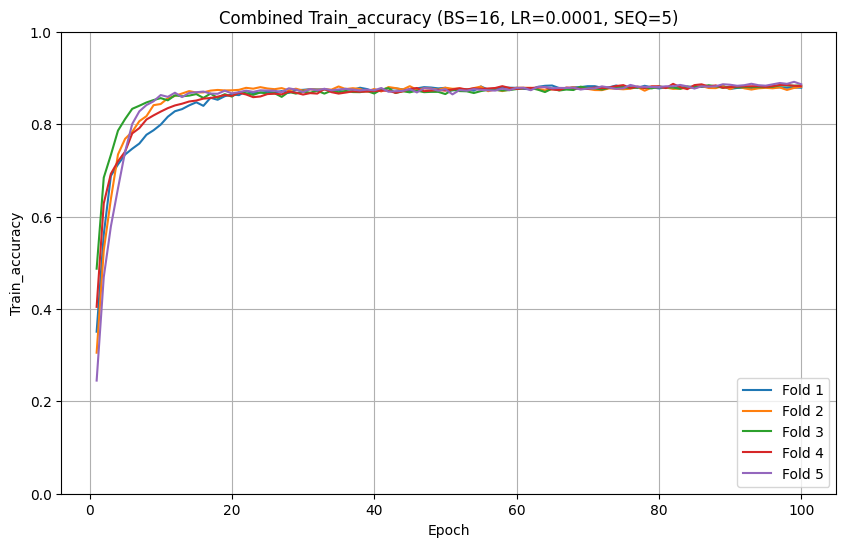 Combined Train_accuracy (BS=16, LR=0.0001, SEQ=5)
Train_accuracy
1.0
0.8
0.6
0.4
0.2
0.0
0 20 40 60 80 100
Epoch
Fold 1
Fold 2
Fold 3
Fold 4
Fold 5